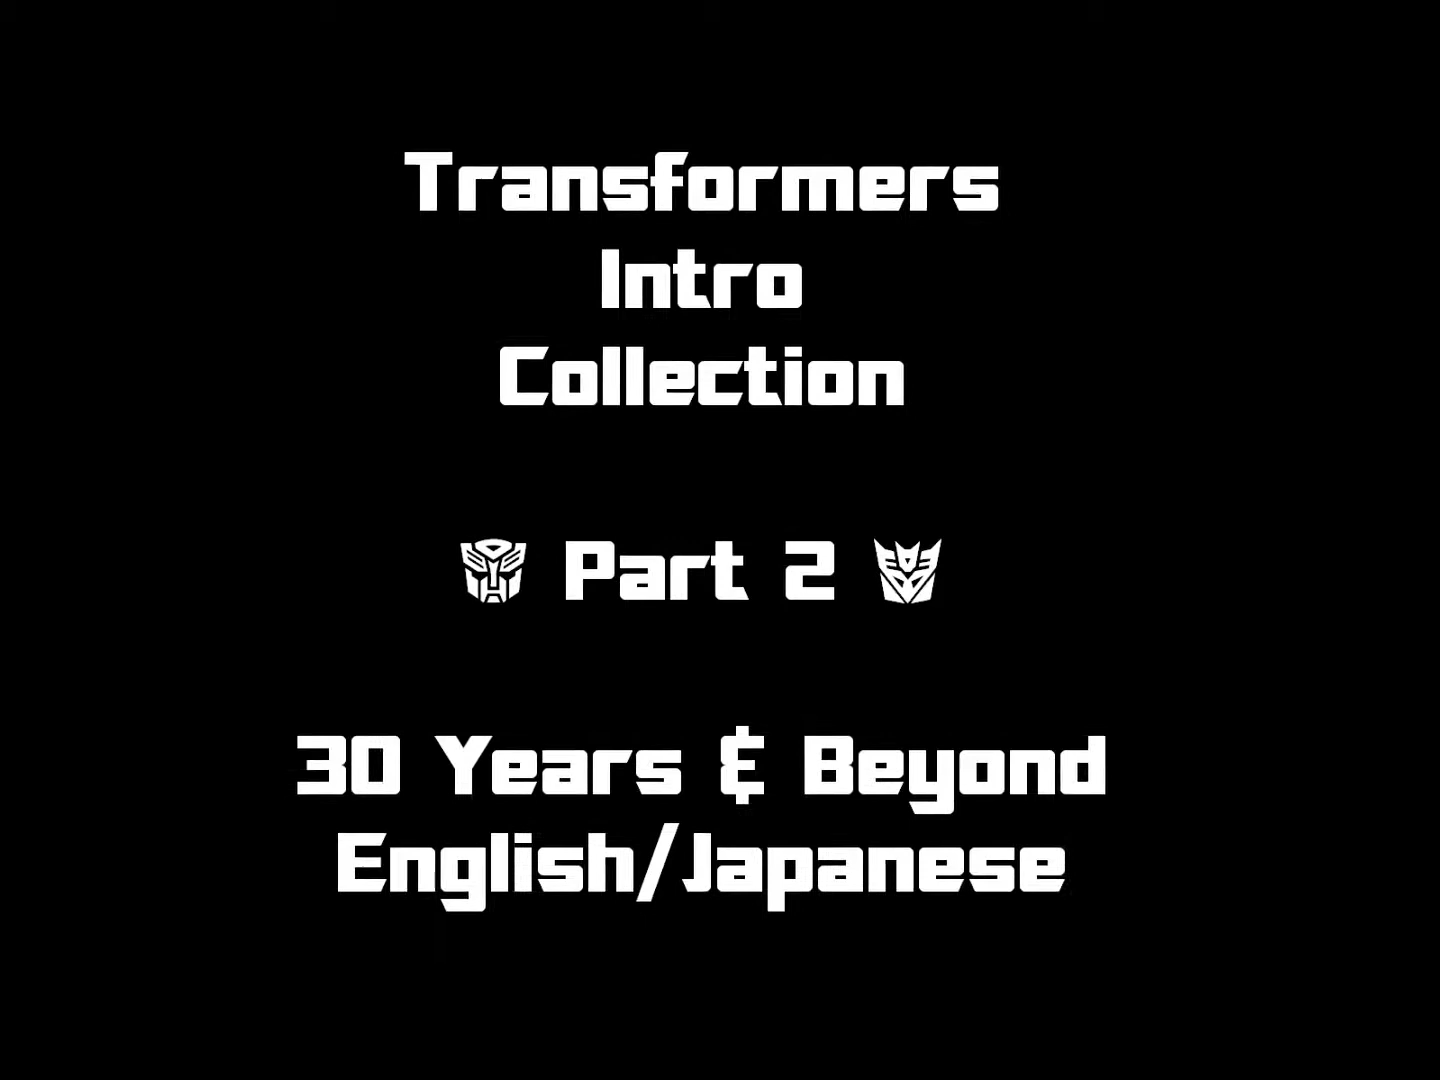 Transformers
Intro
Collection
Part 2
30 Years & Beyond
English/Japanese